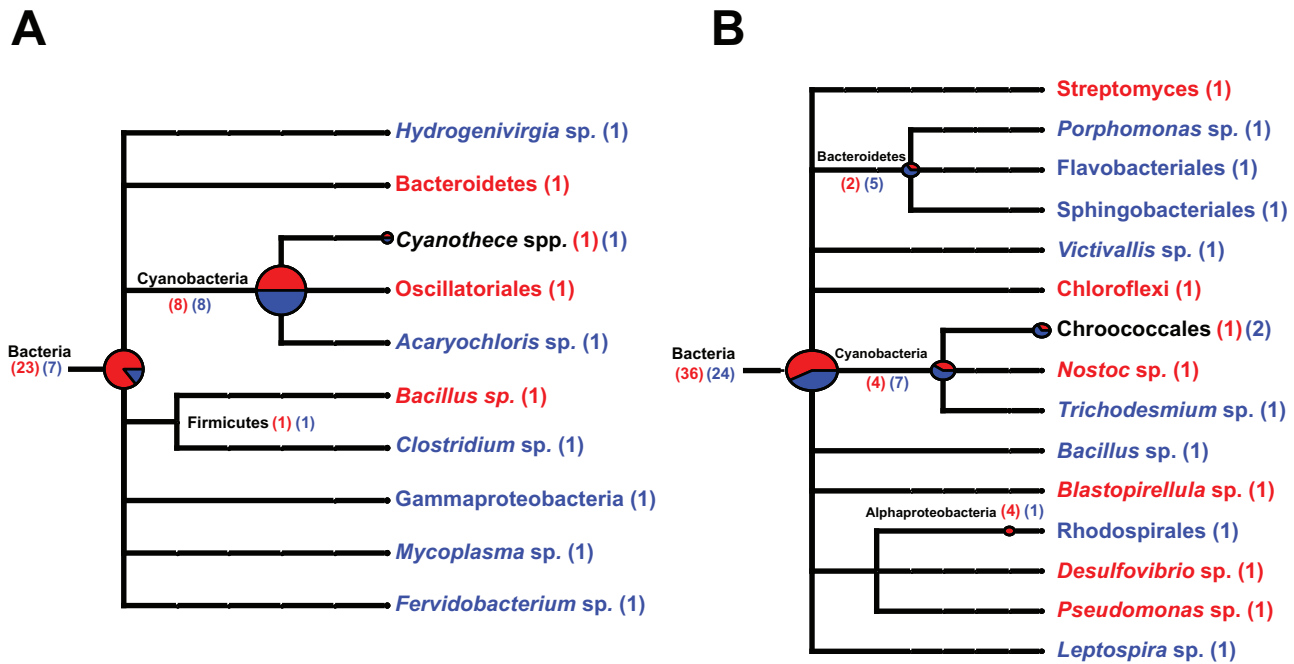 A
Hydrogenivirgia sp. (1)
Bacteroidetes (1)
Cyanothece spp. (1) (1)
Cyanobacteria
(8) (8)
Oscillatoriales (1)
Acaryochloris sp. (1)
Bacteria
(23) (7)
Bacillus sp. (1)
Firmicutes (1) (1)
Clostridium sp. (1)
Gammaproteobacteria (1)
Mycoplasma sp. (1)
Fervidobacterium sp. (1)
B
Streptomyces (1)
Porphomonas sp. (1)
Bacteroidetes
(2) (5)
Flavobacteriales (1)
Sphingobacteriales (1)
Victivallis sp. (1)
Chloroflexi (1)
Chroococcales (1) (2)
Bacteria
(36) (24)
Cyanobacteria
(4) (7)
Nostoc sp. (1)
Trichodesmium sp. (1)
Bacillus sp. (1)
Blastopirellula sp. (1)
Alphaproteobacteria (4) (1)
Rhodospirales (1)
Desulfovibrio sp. (1)
Pseudomonas sp. (1)
Leptospira sp. (1)